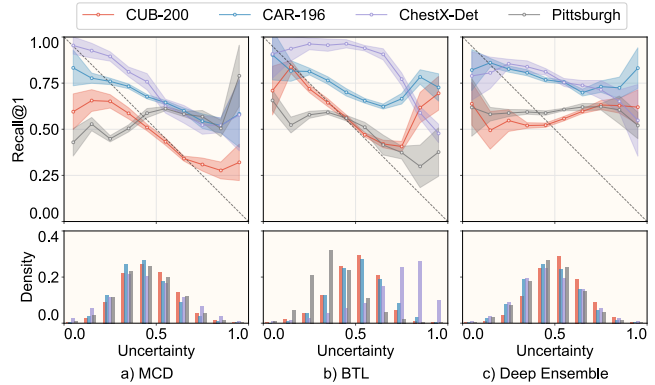 CUB-200 CAR-196 ChestX-Det Pittsburgh
Recall@1
1.00
0.75
0.50
0.25
0.00
Density
0.4
0.2
0.0
0.0 0.5 1.0 0.0 0.5 1.0 0.0 0.5 1.0
Uncertainty Uncertainty Uncertainty
a) MCD b) BTL c) Deep Ensemble